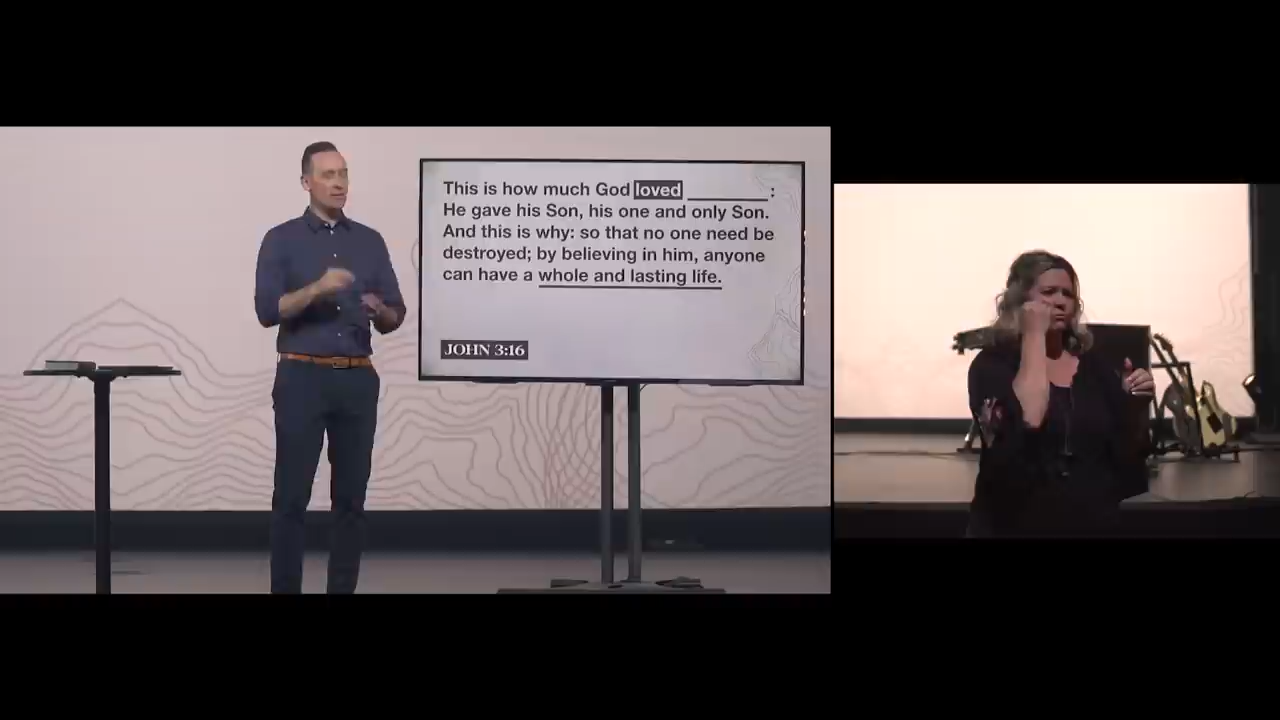 This is how much God loved ________:
He gave his Son, his one and only Son.
And this is why: so that no one need be
destroyed; by believing in him, anyone
can have a whole and lasting life.
JOHN 3:16